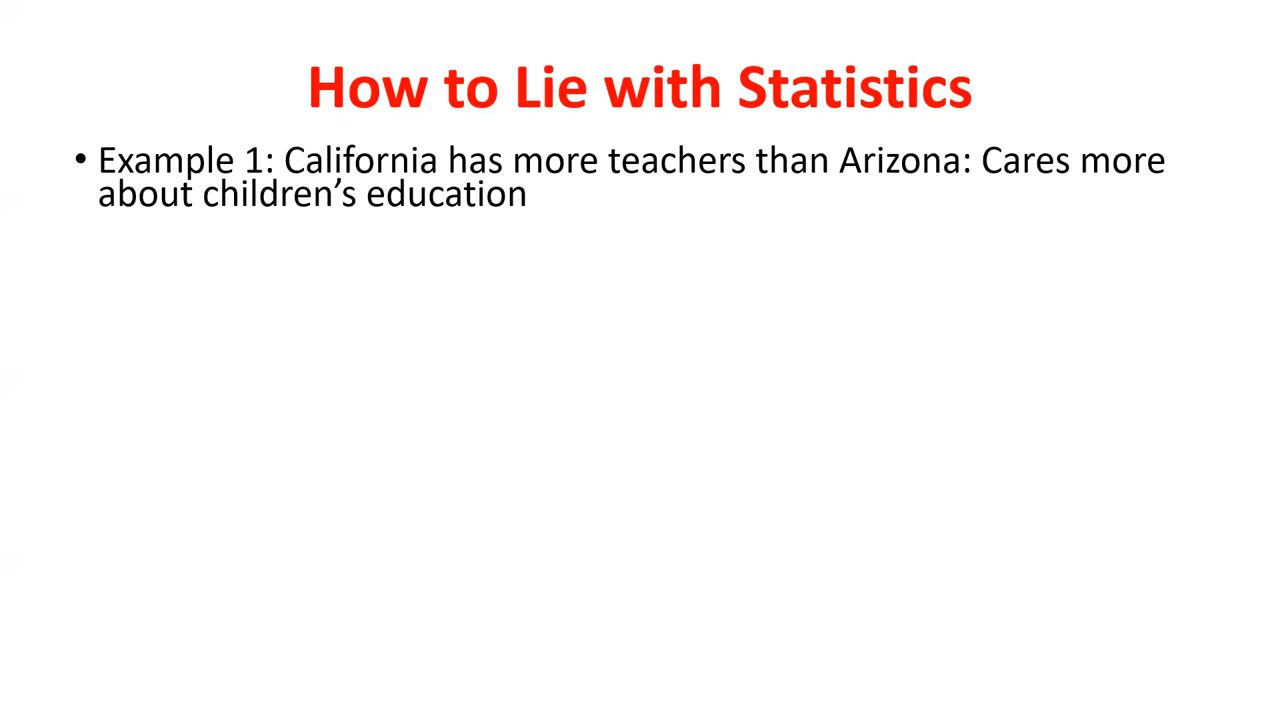 How to Lie with Statistics
• Example 1: California has more teachers than Arizona: Cares more
about children’s education